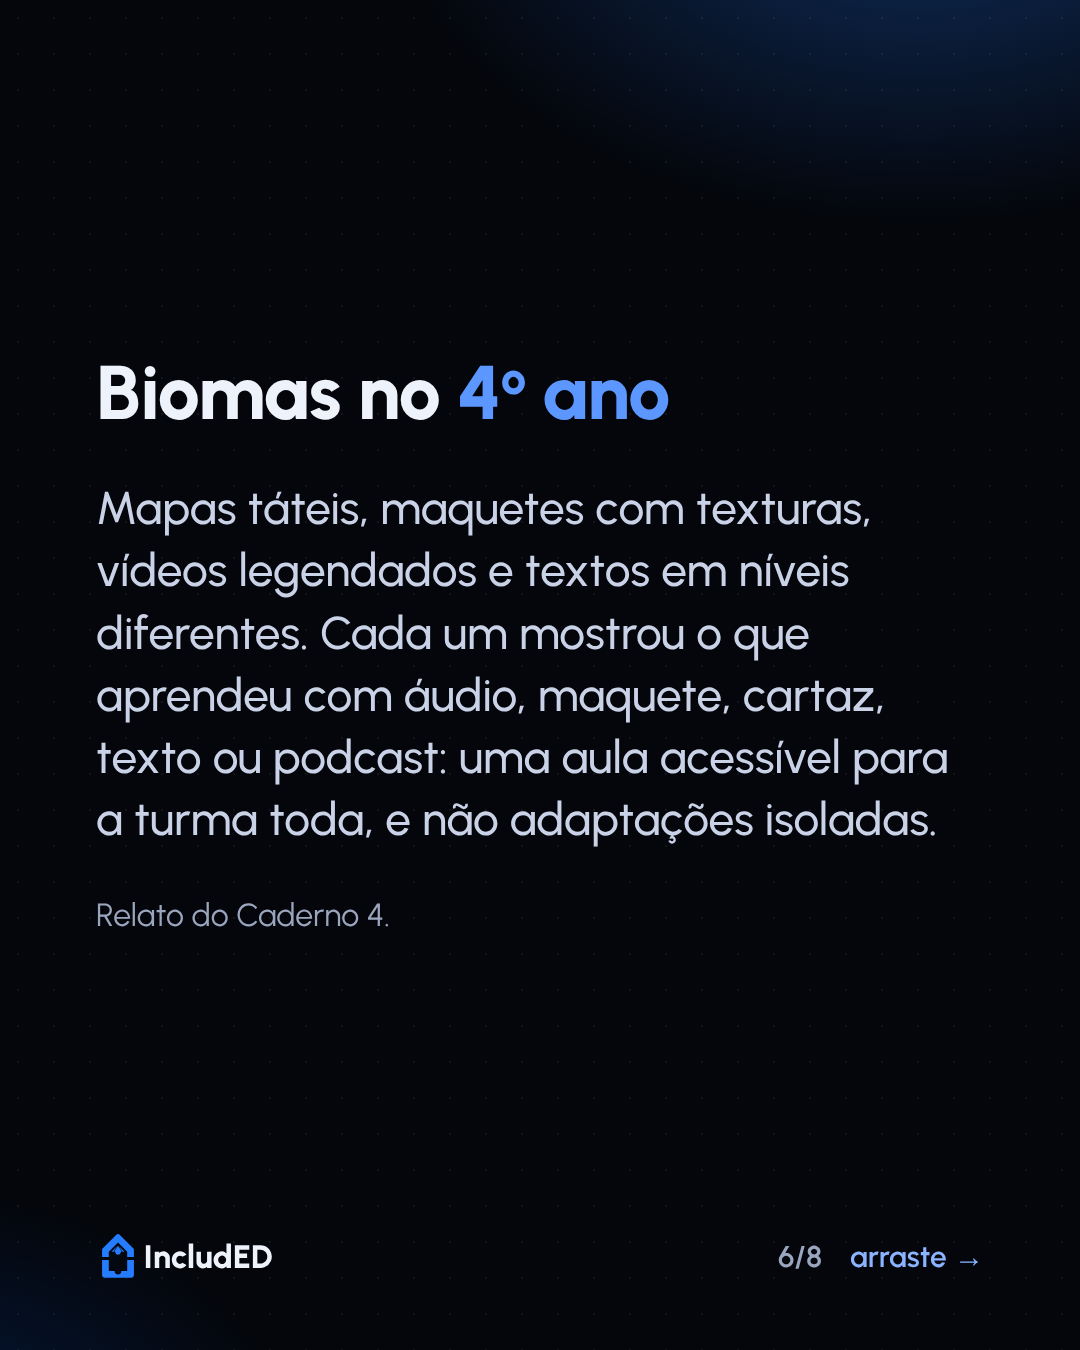 Biomas no 4º ano
Mapas táteis, maquetes com texturas,
vídeos legendados e textos em níveis
diferentes. Cada um mostrou o que
aprendeu com áudio, maquete, cartaz,
texto ou podcast: uma aula acessível para
a turma toda, e não adaptações isoladas.
Relato do Caderno 4.
IncludED
6/8 arraste →